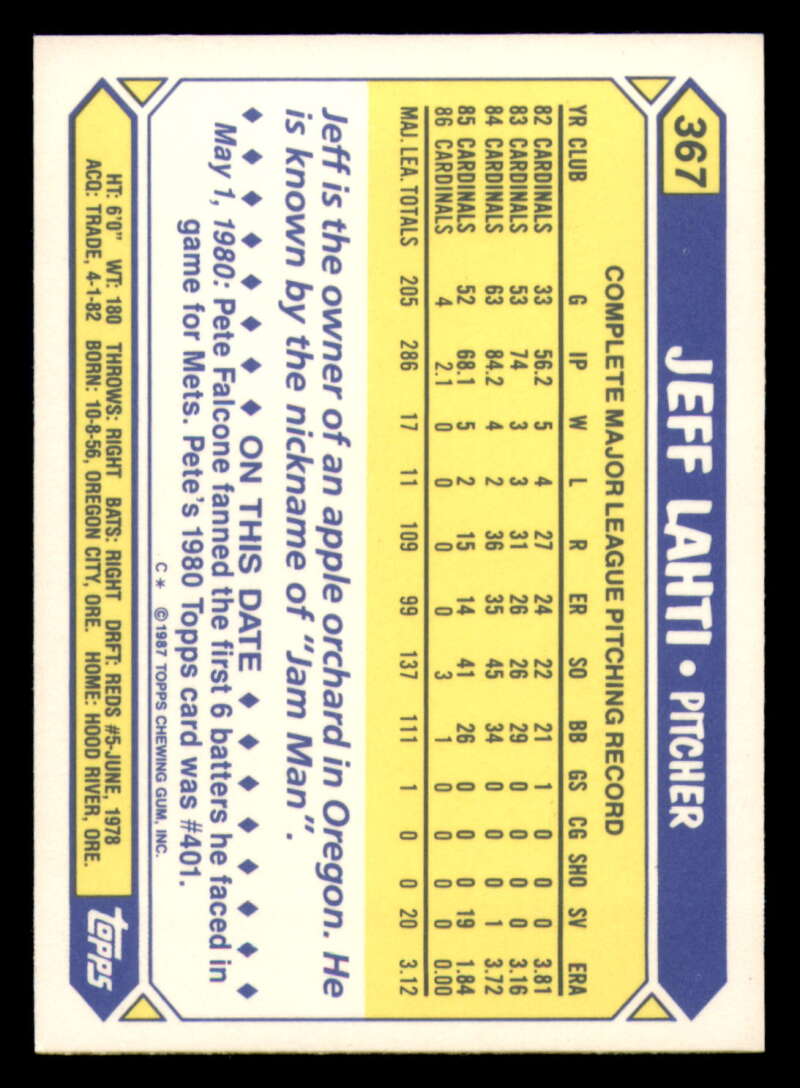 367
JEFF LAHTI • PITCHER
COMPLETE MAJOR LEAGUE PITCHING RECORD
YR CLUB G IP W L R ER SO BB GS CG SHO SV ERA
82 CARDINALS 33 56.2 5 4 27 24 22 21 1 0 0 0 3.81
83 CARDINALS 53 74 3 3 31 26 26 29 0 0 0 0 3.16
84 CARDINALS 63 84.2 4 2 36 35 45 34 0 0 0 1 3.72
85 CARDINALS 52 68.1 5 2 15 14 41 26 0 0 0 19 1.84
86 CARDINALS 4 2.1 0 0 0 0 3 1 0 0 0 0 0.00
MAJ. LEA. TOTALS 205 286 17 11 109 99 137 111 1 0 0 20 3.12
Jeff is the owner of an apple orchard in Oregon. He
is known by the nickname of "Jam Man".
◆ ◆ ◆ ◆ ◆ ◆ ◆ ◆ ON THIS DATE ◆ ◆ ◆ ◆ ◆ ◆ ◆ ◆
May 1, 1980: Pete Falcone fanned the first 6 batters he faced in
game for Mets. Pete's 1980 Topps card was #401.
C* ©1987 TOPPS CHEWING GUM, INC.
HT: 6'0" WT: 180 THROWS: RIGHT BATS: RIGHT DRFT: REDS #5-JUNE, 1978
ACQ: TRADE, 4-1-82 BORN: 10-8-56, OREGON CITY, ORE. HOME: HOOD RIVER, ORE.
TOPPS